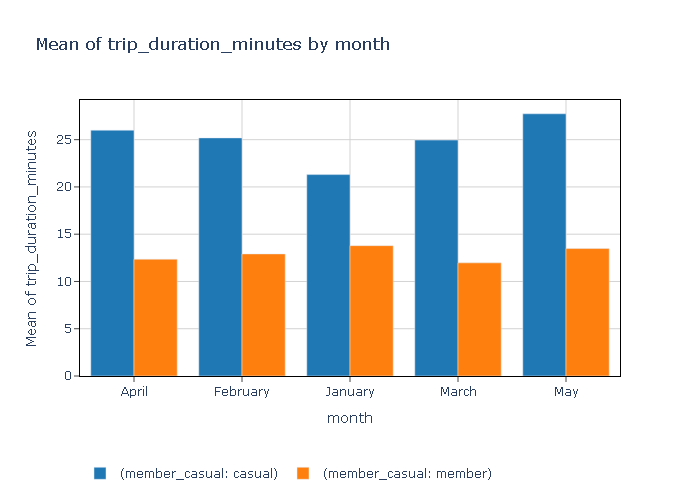 Mean of trip_duration_minutes by month
Mean of trip_duration_minutes
25
20
15
10
5
0
April February January March May
month
(member_casual: casual) (member_casual: member)